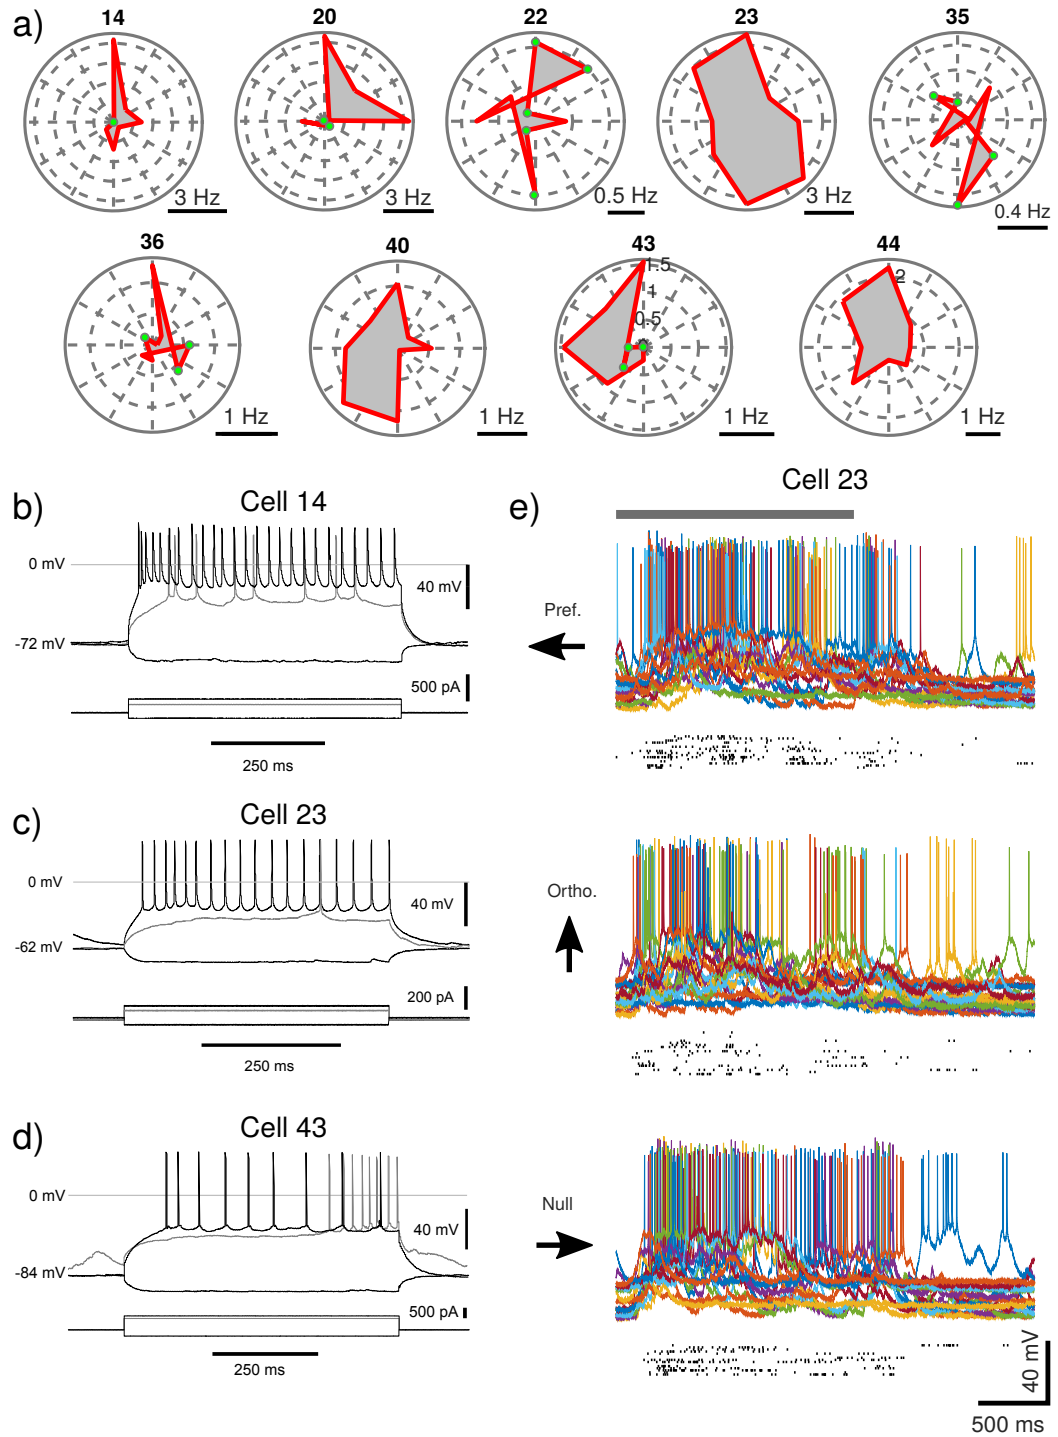 a)
14
20
22
23
35
3 Hz
3 Hz
0.5 Hz
3 Hz
0.4 Hz
36
40
43
44
1.5
1
0.5
2
1 Hz
1 Hz
1 Hz
1 Hz
b)
Cell 14
0 mV
40 mV
-72 mV
500 pA
250 ms
c)
Cell 23
0 mV
40 mV
-62 mV
200 pA
250 ms
d)
Cell 43
0 mV
40 mV
-84 mV
500 pA
250 ms
e)
Cell 23
Pref.
Ortho.
Null
40 mV
500 ms